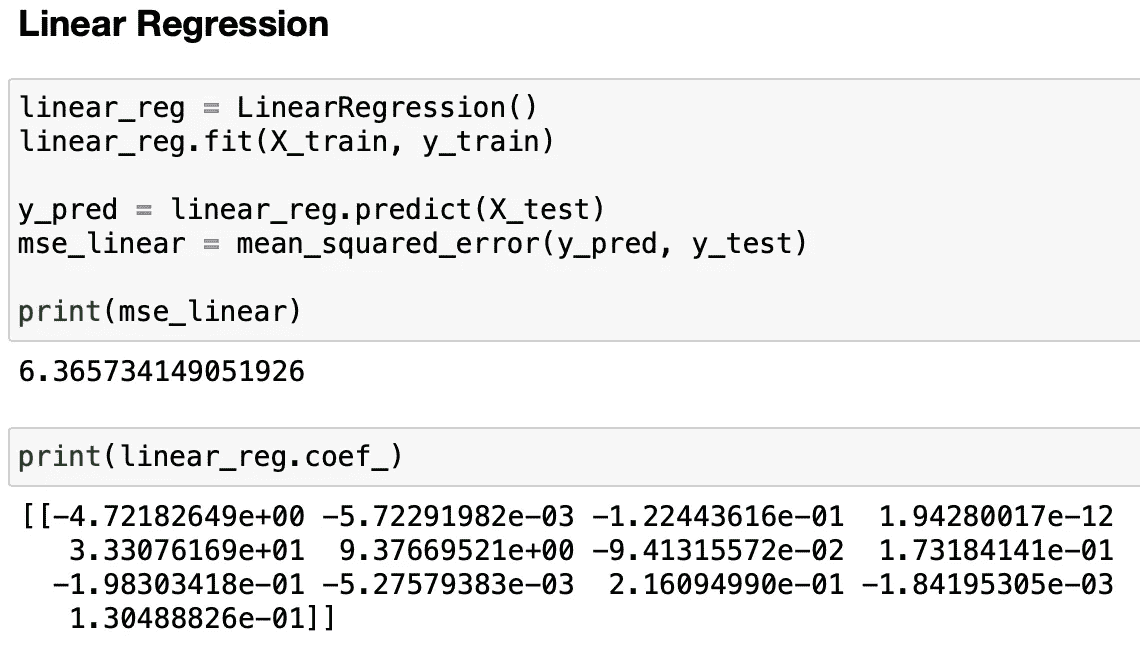 Linear Regression
linear_reg = LinearRegression()
linear_reg.fit(X_train, y_train)
y_pred = linear_reg.predict(X_test)
mse_linear = mean_squared_error(y_pred, y_test)
print(mse_linear)
6.365734149051926
print(linear_reg.coef_)
[[-4.72182649e+00 -5.72291982e-03 -1.22443616e-01  1.94280017e-12
   3.33076169e+01  9.37669521e+00 -9.41315572e-02  1.73184141e-01
  -1.98303418e-01 -5.27579383e-03  2.16094990e-01 -1.84195305e-03
   1.30488826e-01]]